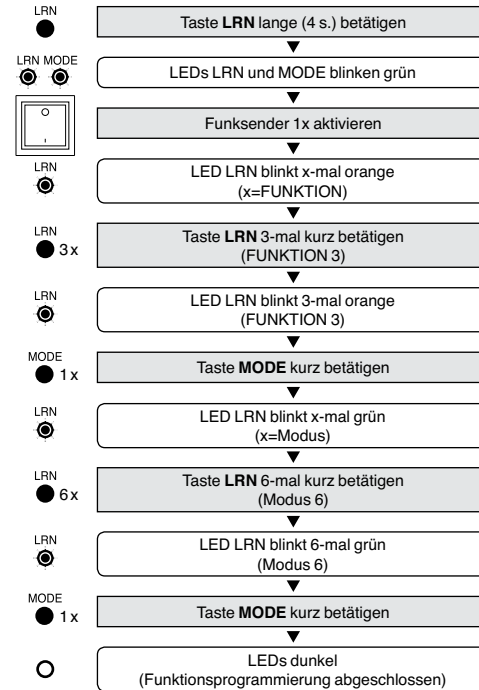 LRN
Taste LRN lange (4 s.) betätigen
LRN MODE
LEDs LRN und MODE blinken grün
Funksender 1x aktivieren
LRN
LED LRN blinkt x-mal orange
(x=FUNKTION)
LRN
3 x
Taste LRN 3-mal kurz betätigen
(FUNKTION 3)
LRN
LED LRN blinkt 3-mal orange
(FUNKTION 3)
MODE
1 x
Taste MODE kurz betätigen
LRN
LED LRN blinkt x-mal grün
(x=Modus)
LRN
6 x
Taste LRN 6-mal kurz betätigen
(Modus 6)
LRN
LED LRN blinkt 6-mal grün
(Modus 6)
MODE
1 x
Taste MODE kurz betätigen
LEDs dunkel
(Funktionsprogrammierung abgeschlossen)